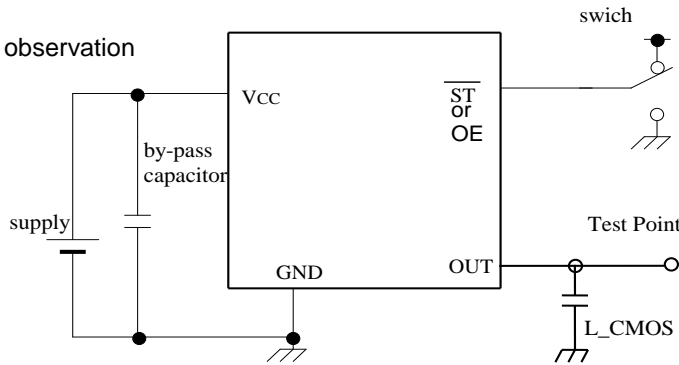 swich
observation
VCC
ST
or
OE
by-pass
capacitor
supply
Test Point
GND
OUT
L_CMOS